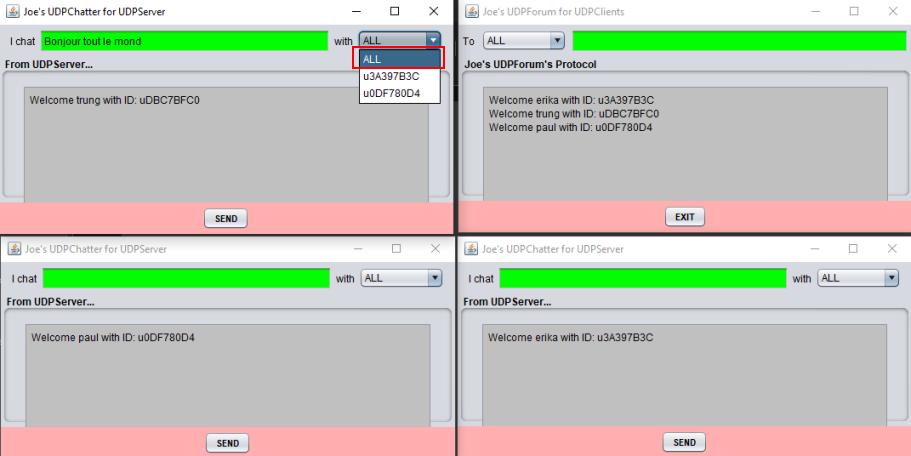 Joe's UDPChatter for UDPServer
I chat Bonjour tout le mond with ALL
ALL
u3A397B3C
u0DF780D4
From UDPServer...
Welcome trung with ID: uDBC7BFC0
SEND
Joe's UDPForum for UDPClients
To ALL
Joe's UDPForum's Protocol
Welcome erika with ID: u3A397B3C
Welcome trung with ID: uDBC7BFC0
Welcome paul with ID: u0DF780D4
EXIT
Joe's UDPChatter for UDPServer
I chat with ALL
From UDPServer...
Welcome paul with ID: u0DF780D4
SEND
Joe's UDPChatter for UDPServer
I chat with ALL
From UDPServer...
Welcome erika with ID: u3A397B3C
SEND